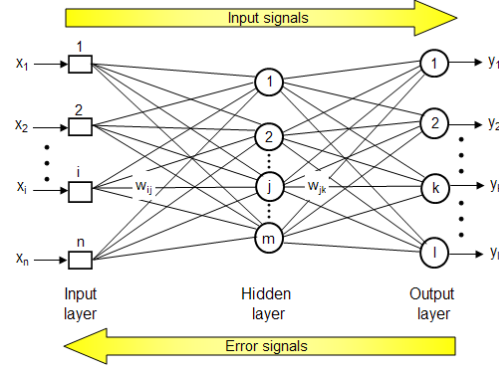 Input signals
x1 1 1 1 y1
x2 2 2 2 y2
xi i wij j wjk k yi
xn n m l
Input layer
Hidden layer
Output layer
Error signals